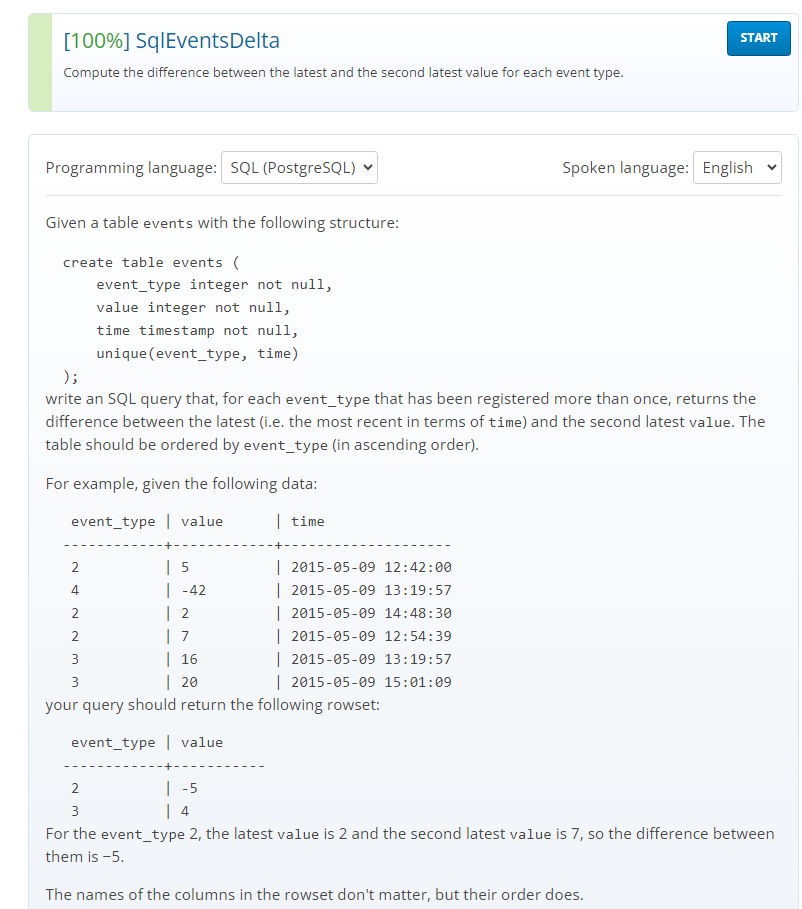 [100%] SqlEventsDelta
START
Compute the difference between the latest and the second latest value for each event type.
Programming language: SQL (PostgreSQL) Spoken language: English
Given a table events with the following structure:
create table events (
event_type integer not null,
value integer not null,
time timestamp not null,
unique(event_type, time)
);
write an SQL query that, for each event_type that has been registered more than once, returns the
difference between the latest (i.e. the most recent in terms of time) and the second latest value. The
table should be ordered by event_type (in ascending order).
For example, given the following data:
event_type | value | time
------------+------------+--------------------
2 | 5 | 2015-05-09 12:42:00
4 | -42 | 2015-05-09 13:19:57
2 | 2 | 2015-05-09 14:48:30
2 | 7 | 2015-05-09 12:54:39
3 | 16 | 2015-05-09 13:19:57
3 | 20 | 2015-05-09 15:01:09
your query should return the following rowset:
event_type | value
------------+-----------
2 | -5
3 | 4
For the event_type 2, the latest value is 2 and the second latest value is 7, so the difference between
them is −5.
The names of the columns in the rowset don't matter, but their order does.